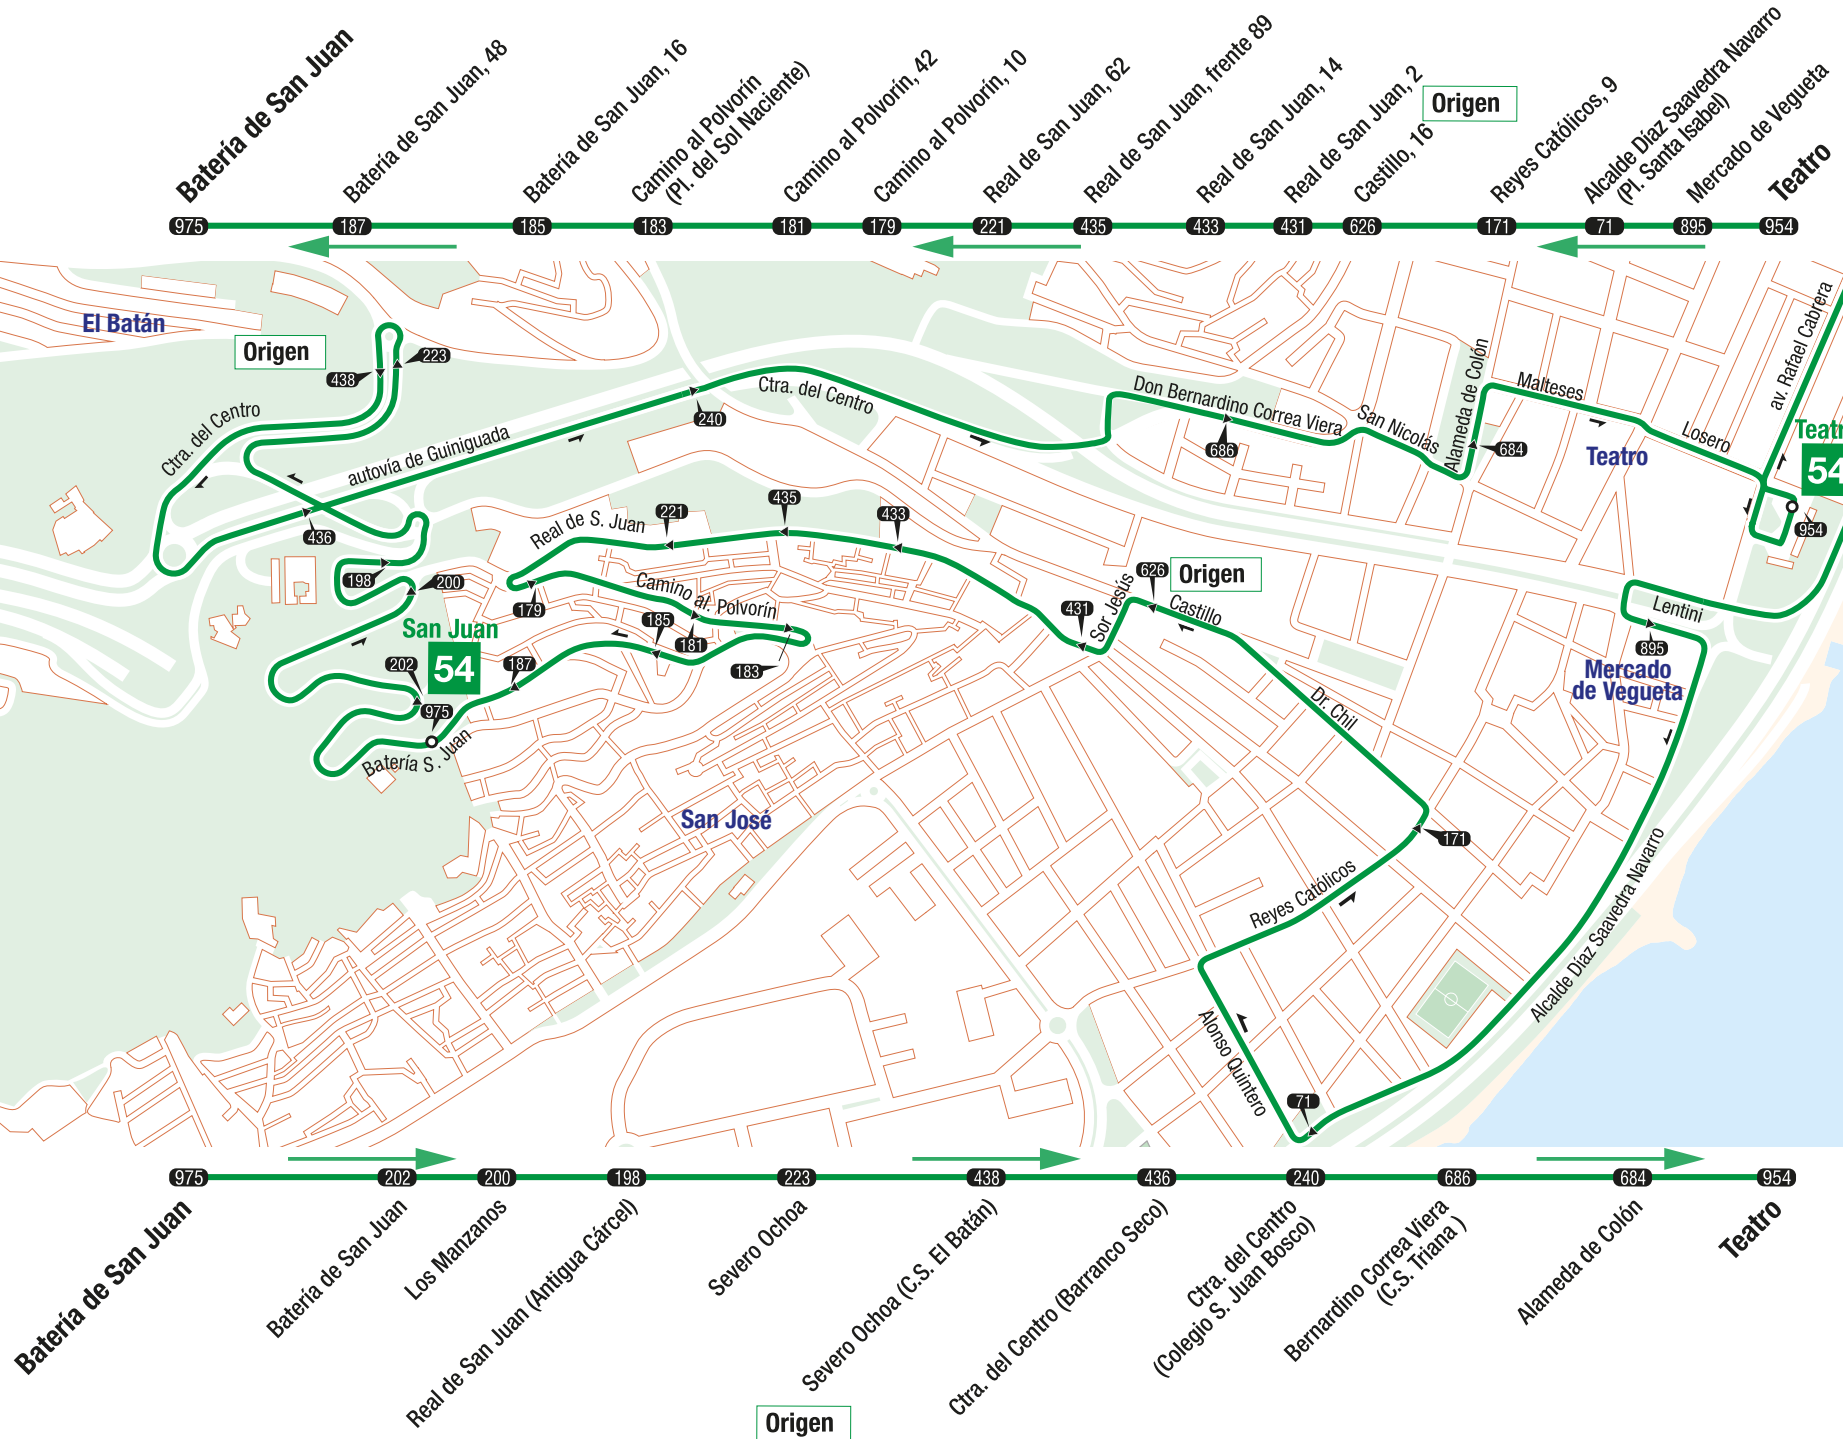 Batería de San Juan
Batería de San Juan, 48
Batería de San Juan, 16
Camino al Polvorín
(Pl. del Sol Naciente)
Camino al Polvorín, 42
Camino al Polvorín, 10
Real de San Juan, 62
Real de San Juan, frente 89
Real de San Juan, 14
Real de San Juan, 2
Castillo, 16
Origen
Reyes Católicos, 9
Alcalde Díaz Saavedra Navarro
(Pl. Santa Isabel)
Mercado de Vegueta
Teatro
975 187 185 183 181 179 221 435 433 431 626 171 71 895 954
El Batán
Origen
438
223
Ctra. del Centro
autovía de Guiniguada
240
Ctra. del Centro
Don Bernardino Correa Viera
686
San Nicolás
Alameda de Colón
684
Malteses
Losero
Teatro
av. Rafael Cabrera
Teatr
54
954
436
198
200
Real de S. Juan
221
435
433
179
Camino al. Polvorín
181
185
183
187
San Juan
54
202
975
Batería S. Juan
431
Sor Jesús
626
Origen
Castillo
Dr. Chil
171
Reyes Católicos
Alonso Quintero
71
Lentini
895
Mercado
de Vegueta
Alcalde Díaz Saavedra Navarro
San José
975 202 200 198 223 438 436 240 686 684 954
Batería de San Juan
Batería de San Juan
Los Manzanos
Real de San Juan (Antigua Cárcel)
Severo Ochoa
Severo Ochoa (C.S. El Batán)
Ctra. del Centro (Barranco Seco)
Ctra. del Centro
(Colegio S. Juan Bosco)
Bernardino Correa Viera
(C.S. Triana )
Alameda de Colón
Teatro
Origen